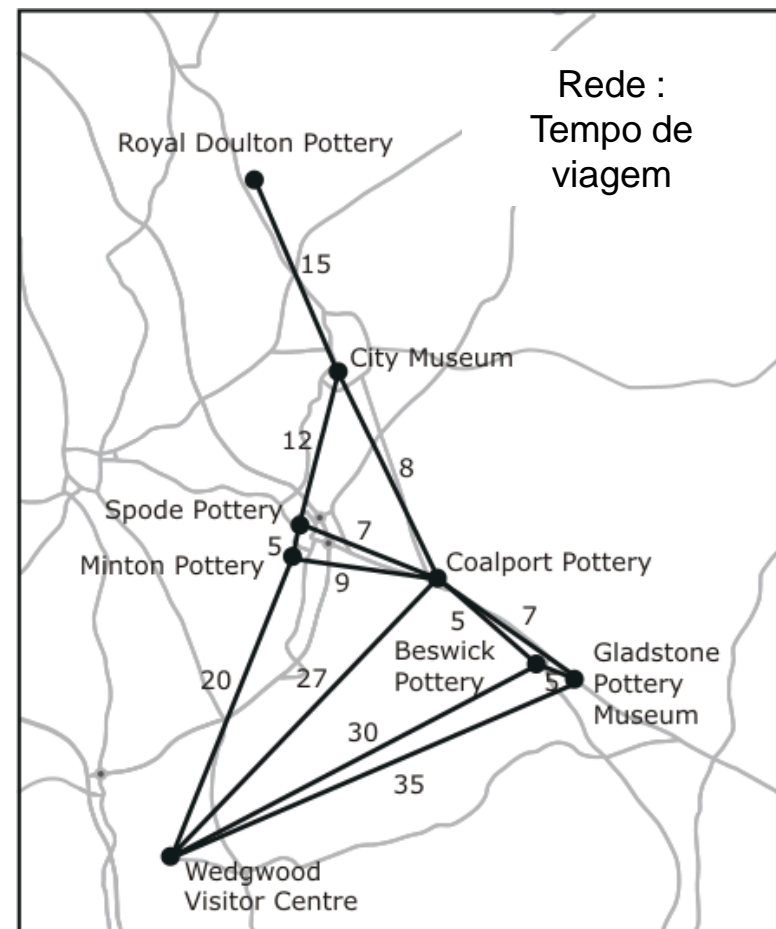 Rede :
Tempo de
viagem
Royal Doulton Pottery
15
City Museum
12
8
Spode Pottery
7
5
Minton Pottery
9
Coalport Pottery
5
7
Beswick
Pottery
5
Gladstone
Pottery
Museum
20
27
30
35
Wedgwood
Visitor Centre